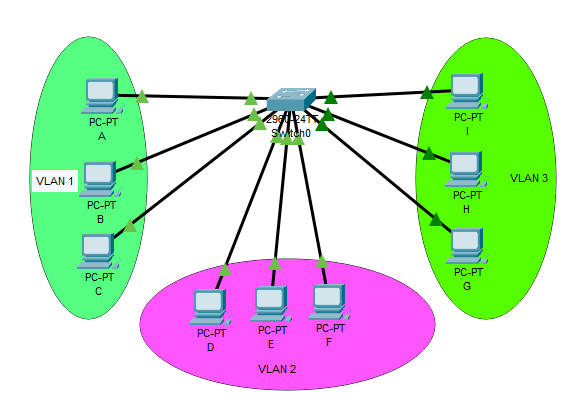 PC-PT
A
VLAN 1
PC-PT
B
PC-PT
C
2960-24TT
Switch0
PC-PT
I
PC-PT
H
VLAN 3
PC-PT
G
PC-PT
D
PC-PT
E
PC-PT
F
VLAN 2